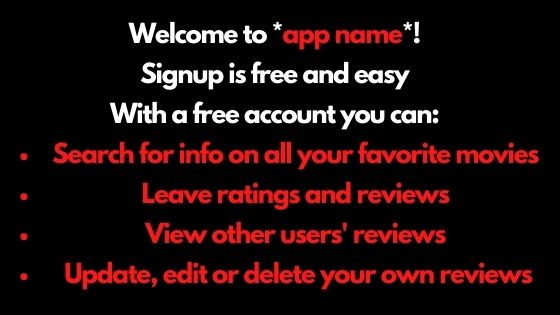 Welcome to *app name*!
Signup is free and easy
With a free account you can:
• Search for info on all your favorite movies
• Leave ratings and reviews
• View other users' reviews
• Update, edit or delete your own reviews